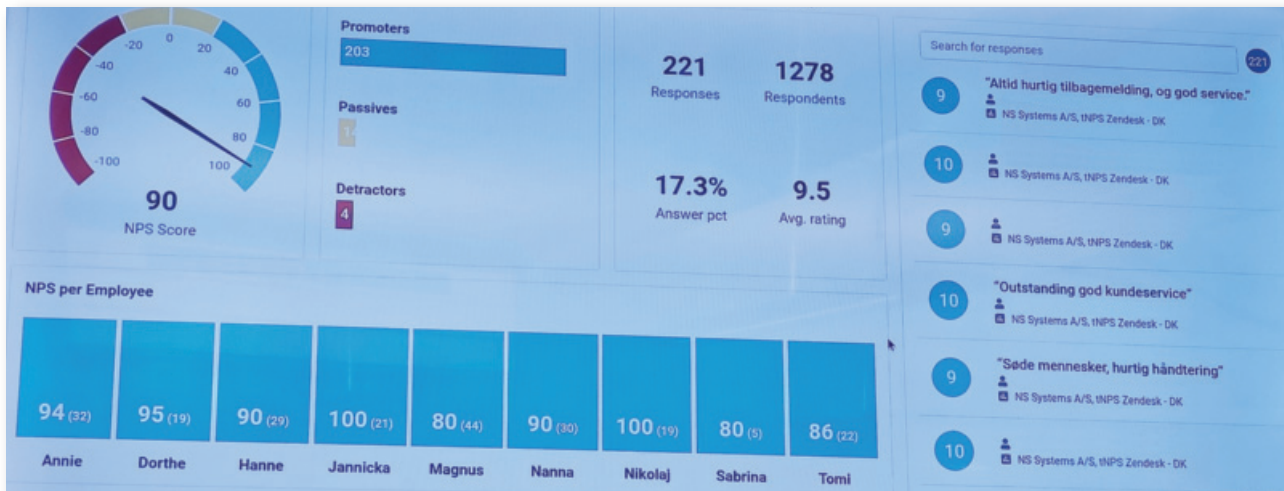 -100
-80
-60
-40
-20
0
20
40
60
80
100
90
NPS Score
Promoters
203
Passives
Detractors
4
221
Responses
1278
Respondents
17.3%
Answer pct
9.5
Avg. rating
Search for responses
221
9
"Altid hurtig tilbagemelding, og god service."
NS Systems A/S, tNPS Zendesk - DK
10
NS Systems A/S, tNPS Zendesk - DK
9
NS Systems A/S, tNPS Zendesk - DK
10
"Outstanding god kundeservice"
NS Systems A/S, tNPS Zendesk - DK
9
"Søde mennesker, hurtig håndtering"
NS Systems A/S, tNPS Zendesk - DK
10
NS Systems A/S, tNPS Zendesk - DK
NPS per Employee
94 (32)
Annie
95 (19)
Dorthe
90 (29)
Hanne
100 (21)
Jannicka
80 (44)
Magnus
90 (30)
Nanna
100 (19)
Nikolaj
80 (5)
Sabrina
86 (22)
Tomi